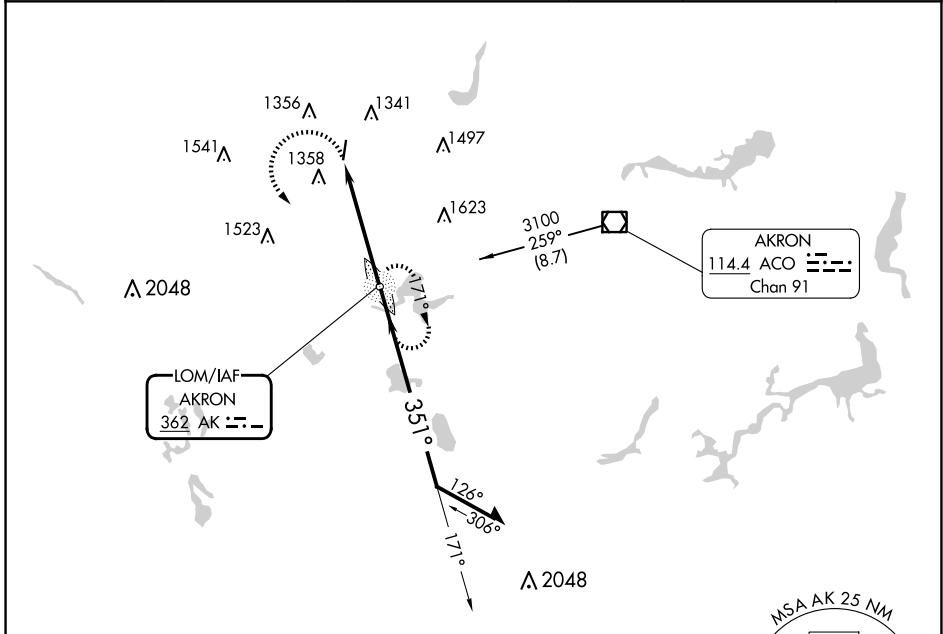 1356
1341
1541
1358
1497
1623
1523
3100
259°
(8.7)
AKRON
114.4 ACO
Chan 91
2048
171°
LOM/IAF
AKRON
362 AK
351°
126°
306°
171°
2048
MSA AK 25 NM